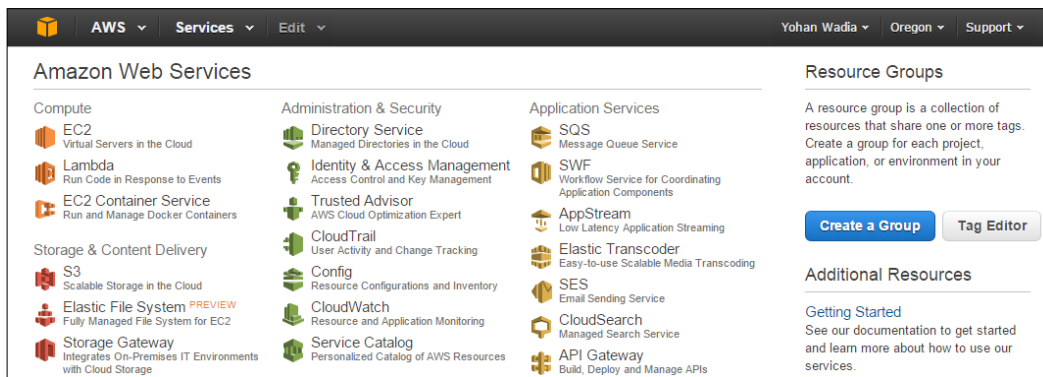 AWS Services Edit Yohan Wadia Oregon Support
Amazon Web Services
Compute
EC2
Virtual Servers in the Cloud
Lambda
Run Code in Response to Events
EC2 Container Service
Run and Manage Docker Containers
Storage & Content Delivery
S3
Scalable Storage in the Cloud
Elastic File System PREVIEW
Fully Managed File System for EC2
Storage Gateway
Integrates On-Premises IT Environments
with Cloud Storage
Administration & Security
Directory Service
Managed Directories in the Cloud
Identity & Access Management
Access Control and Key Management
Trusted Advisor
AWS Cloud Optimization Expert
CloudTrail
User Activity and Change Tracking
Config
Resource Configurations and Inventory
CloudWatch
Resource and Application Monitoring
Service Catalog
Personalized Catalog of AWS Resources
Application Services
SQS
Message Queue Service
SWF
Workflow Service for Coordinating
Application Components
AppStream
Low Latency Application Streaming
Elastic Transcoder
Easy-to-use Scalable Media Transcoding
SES
Email Sending Service
CloudSearch
Managed Search Service
API Gateway
Build, Deploy and Manage APIs
Resource Groups
A resource group is a collection of
resources that share one or more tags.
Create a group for each project,
application, or environment in your
account.
Create a Group Tag Editor
Additional Resources
Getting Started
See our documentation to get started
and learn more about how to use our
services.